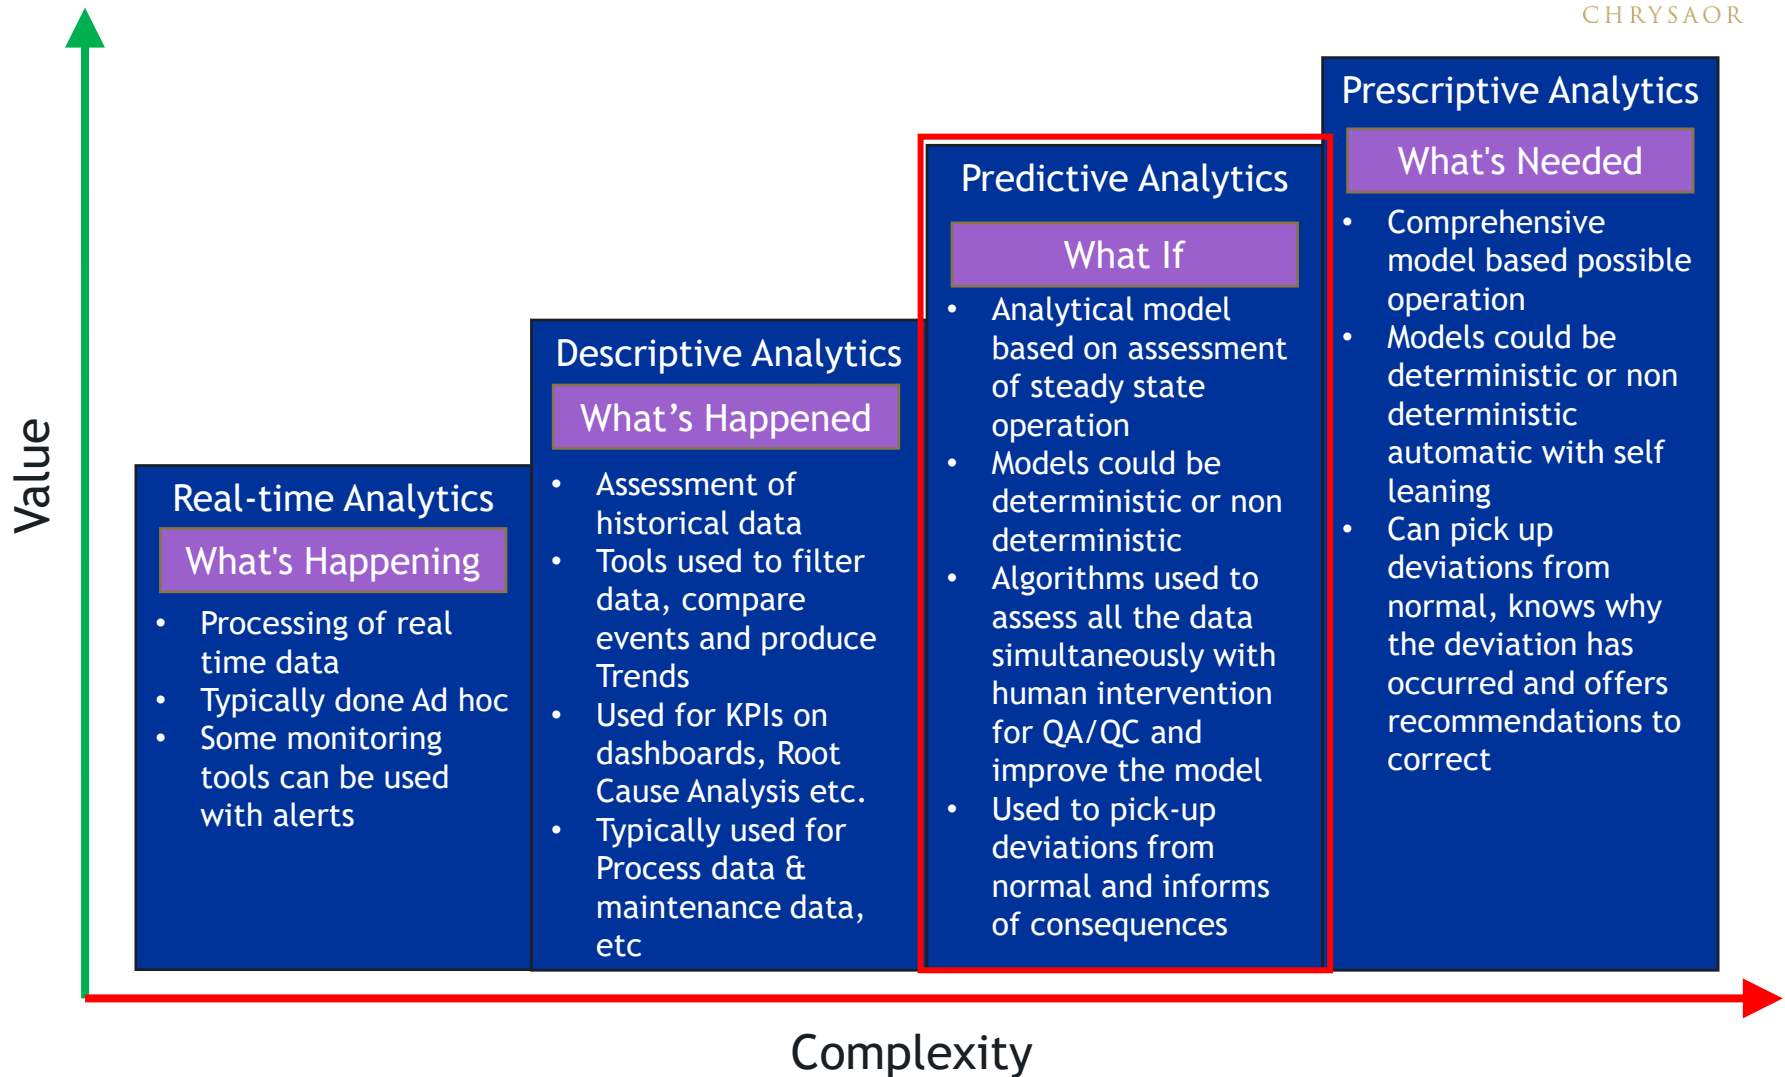 CHRYSAOR
Value
Real-time Analytics
What's Happening
• Processing of real
time data
• Typically done Ad hoc
• Some monitoring
tools can be used
with alerts
Descriptive Analytics
What’s Happened
• Assessment of
historical data
• Tools used to filter
data, compare
events and produce
Trends
• Used for KPIs on
dashboards, Root
Cause Analysis etc.
• Typically used for
Process data &
maintenance data,
etc
Predictive Analytics
What If
• Analytical model
based on assessment
of steady state
operation
• Models could be
deterministic or non
deterministic
• Algorithms used to
assess all the data
simultaneously with
human intervention
for QA/QC and
improve the model
• Used to pick-up
deviations from
normal and informs
of consequences
Prescriptive Analytics
What's Needed
• Comprehensive
model based possible
operation
• Models could be
deterministic or non
deterministic
automatic with self
leaning
• Can pick up
deviations from
normal, knows why
the deviation has
occurred and offers
recommendations to
correct
Complexity